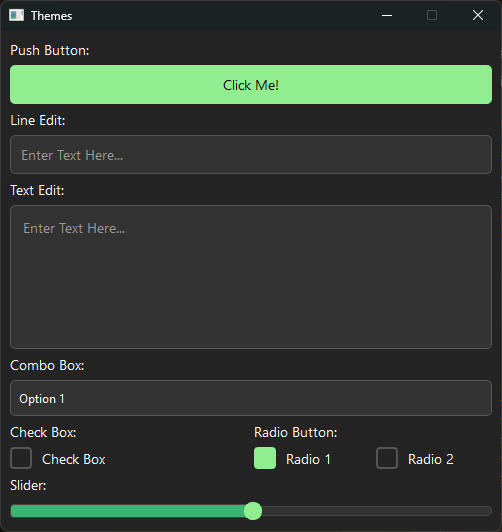 Themes
Push Button:
Click Me!
Line Edit:
Enter Text Here...
Text Edit:
Enter Text Here...
Combo Box:
Option 1
Check Box: Radio Button:
Check Box Radio 1 Radio 2
Slider: